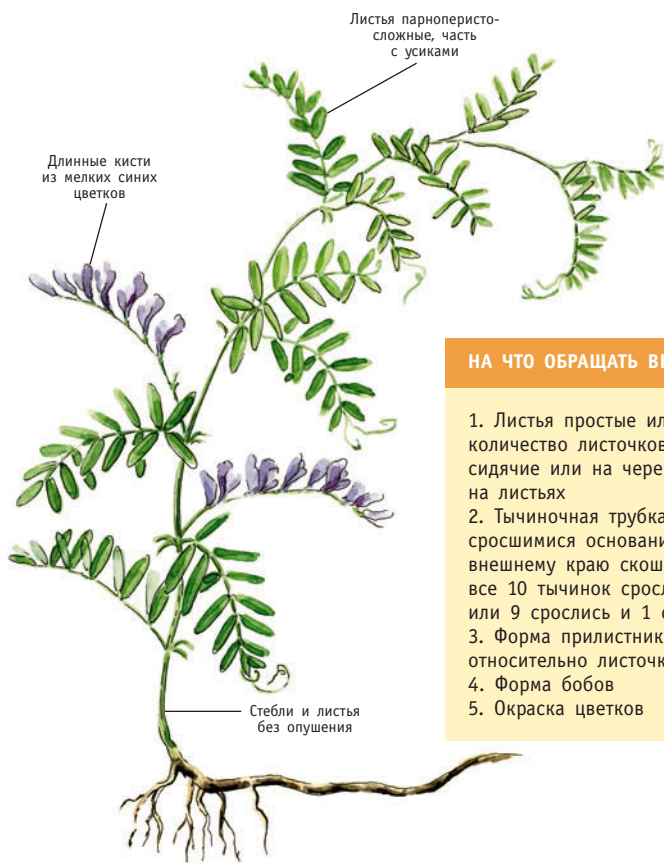 Листья парноперисто-
сложные, часть
с усиками
Длинные кисти
из мелких синих
цветков
НА ЧТО ОБРАЩАТЬ
1. Листья простые
количество листочков
сидячие или на
на листьях
2. Тычиночная трубка
сросшимися
внешнему краю
все 10 тычинок
или 9 срослись и 1
3. Форма
относительно
4. Форма бобов
5. Окраска цветков
Стебли и листья
без опушения